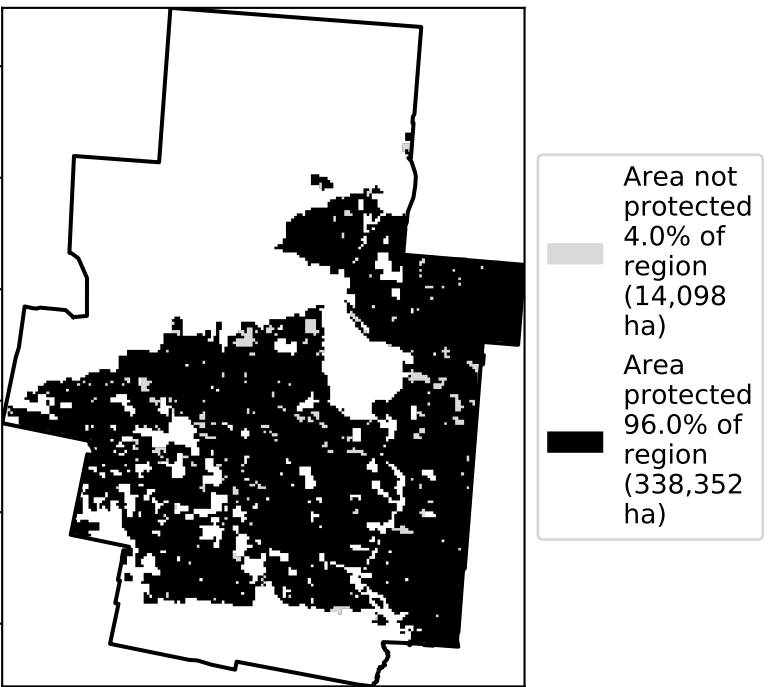 Area not
protected
4.0% of
region
(14,098
ha)
Area
protected
96.0% of
region
(338,352
ha)